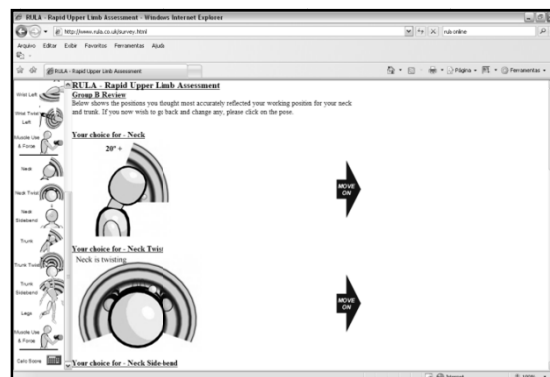 RULA - Rapid Upper Limb Assessment - Windows Internet Explorer
http://www.rula.co.uk/survey.html
rula online
Arquivo Editar Exibir Favoritos Ferramentas Ajuda
RULA - Rapid Upper Limb Assessment
Página
Ferramentas
Wrist Left
Wrist Twist
Left
Muscle Use
& Force
Neck
Neck Twist
Neck
Sidebend
Trunk
Trunk Twist
Trunk
Sidebend
Legs
Muscle Use
& Force
Calc Score
RULA - Rapid Upper Limb Assessment
Group B Review
Below shows the positions you thought most accurately reflected your working position for your neck
and trunk. If you now wish to go back and change any, please click on the pose.
Your choice for - Neck
20° +
MOVE
ON
Your choice for - Neck Twist
Neck is twisting
MOVE
ON
Your choice for - Neck Side-bend
100%